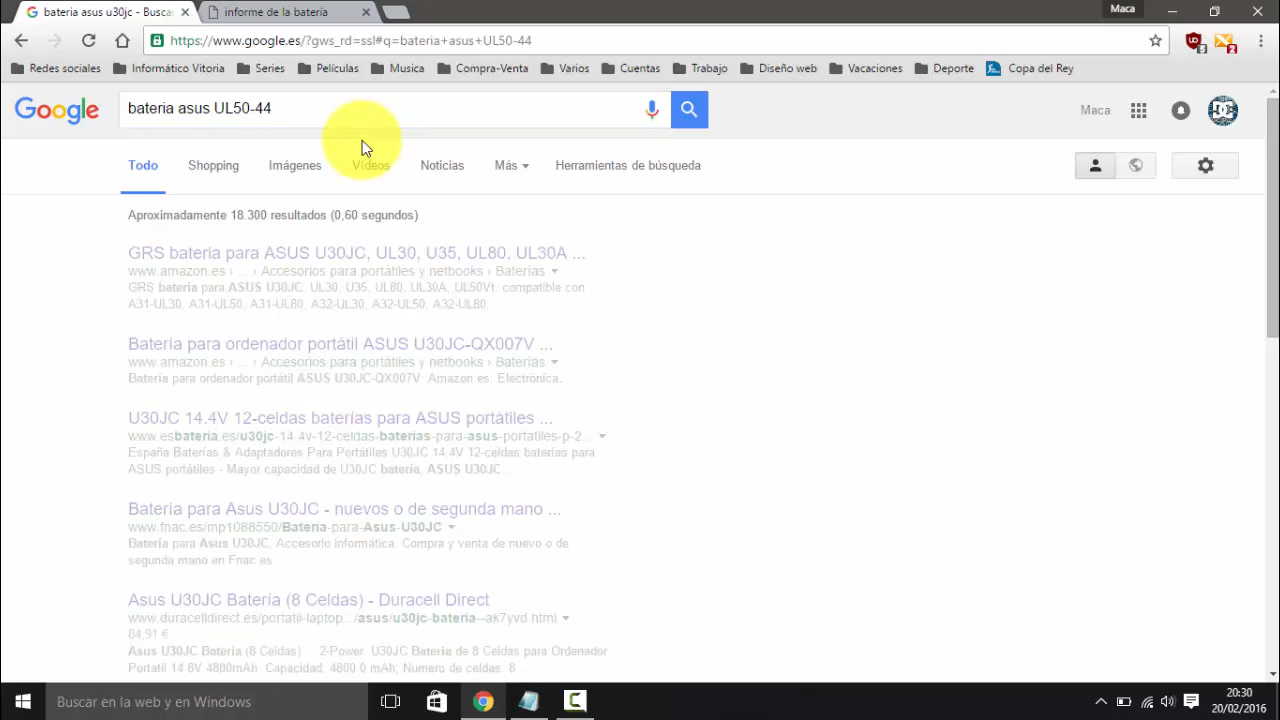 bateria asus u30jc - Busca
informe de la batería
Maca
https://www.google.es/?gws_rd=ssl#q=bateria+asus+UL50-44
Redes sociales Informático Vitoria Series Películas Musica Compra-Venta Varios Cuentas Trabajo Diseño web Vacaciones Deporte Copa del Rey
Google bateria asus UL50-44 Maca
Todo Shopping Imágenes Vídeos Noticias Más Herramientas de búsqueda
Aproximadamente 18.300 resultados (0,60 segundos)
GRS bateria para ASUS U30JC, UL30, U35, UL80, UL30A ...
www.amazon.es › ... › Accesorios para portátiles y netbooks › Baterías
GRS bateria para ASUS U30JC, UL30, U35, UL80, UL30A, UL50Vt. compatible con
A31-UL30, A31-UL50, A31-UL80, A32-UL30, A32-UL50, A32-UL80.
Bateria para ordenador portátil ASUS U30JC-QX007V ...
www.amazon.es › ... › Accesorios para portátiles y netbooks › Baterías
Bateria para ordenador portátil ASUS U30JC-QX007V Amazon.es: Electrónica.
U30JC 14.4V 12-celdas baterías para ASUS portátiles ...
www.esbateria.es/u30jc-14-4v-12-celdas-baterias-para-asus-portatiles-p-2...
España Baterías & Adaptadores Para Portátiles U30JC 14.4V 12-celdas baterías para
ASUS portátiles - Mayor capacidad de U30JC batería, ASUS U30JC ...
Bateria para Asus U30JC - nuevos o de segunda mano ...
www.fnac.es/mp1088550/Bateria-para-Asus-U30JC
Batería para Asus U30JC, Accesorio informática. Compra y venta de nuevo o de
segunda mano en Fnac.es
Asus U30JC Batería (8 Celdas) - Duracell Direct
www.duracelldirect.es/portatil-laptop.../asus/u30jc-bateria--ak7yvd.html
84,91 €
Asus U30JC Batería (8 Celdas) ... 2-Power. U30JC Batería de 8 Celdas para Ordenador
Portatil 14.8V 4800mAh. Capacidad: 4800.0 mAh; Numero de celdas: 8 ...
Buscar en la web y en Windows
20:30
20/02/2016